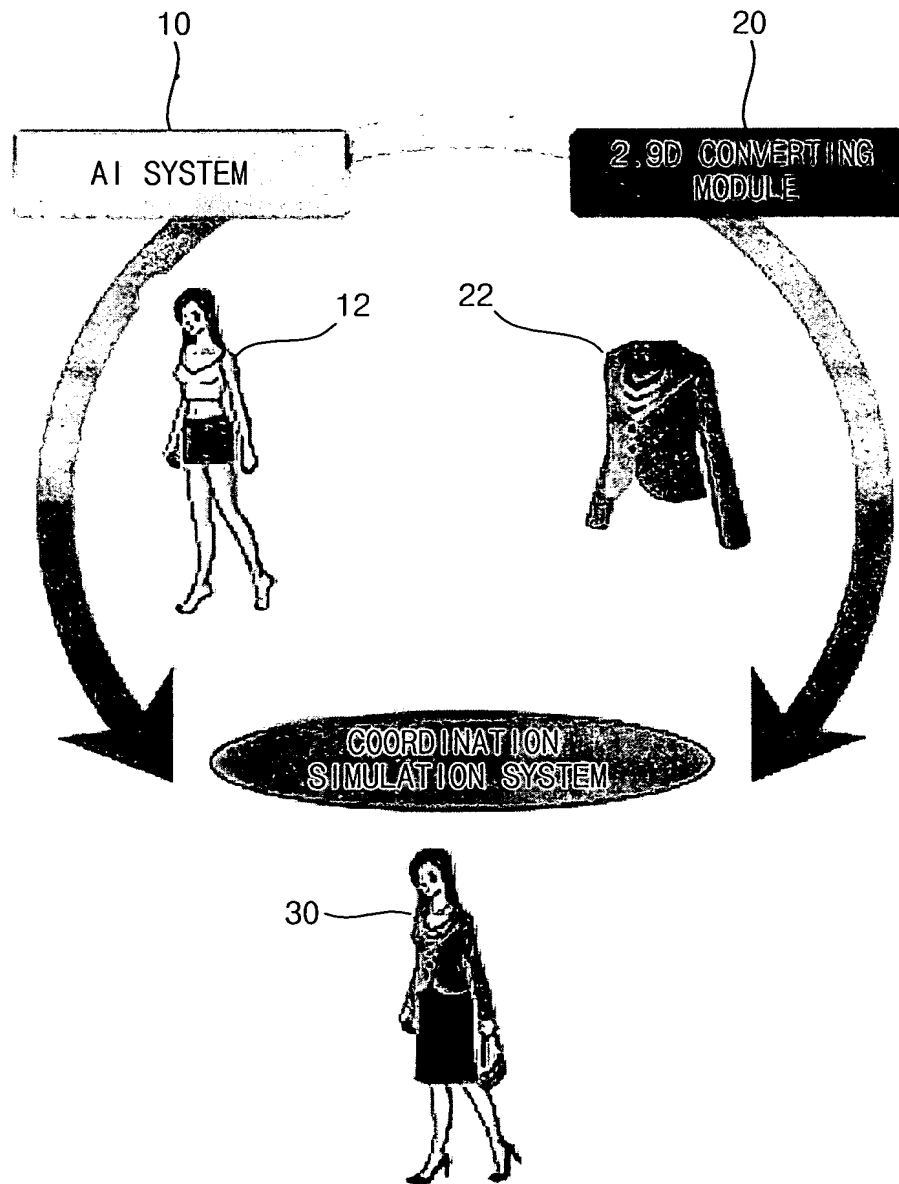 10
20
AI SYSTEM
2.9D CONVERTING
MODULE
12
22
COORDINATION
SIMULATION SYSTEM
30